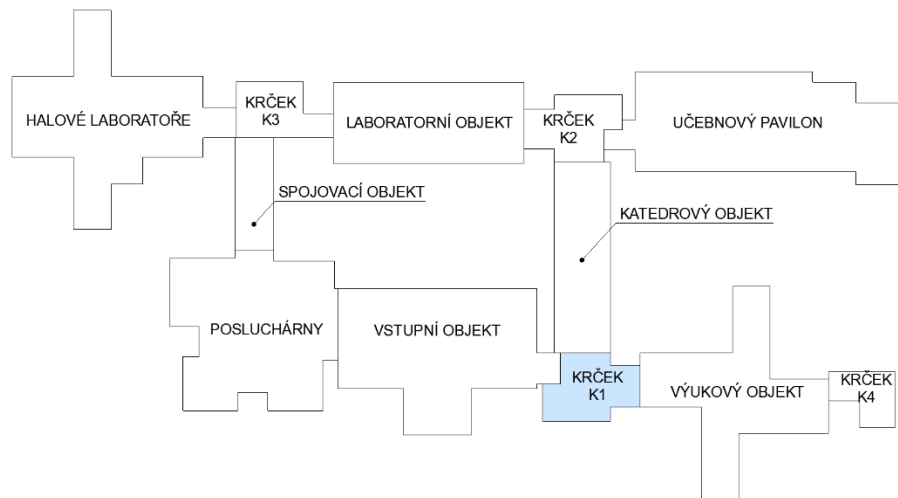 HALOVÉ LABORATOŘE
KRČEK
K3
LABORATORNÍ OBJEKT
KRČEK
K2
UČEBNOVÝ PAVILON
SPOJOVACÍ OBJEKT
KATEDROVÝ OBJEKT
POSLUCHÁRNY
VSTUPNÍ OBJEKT
KRČEK
K1
VÝUKOVÝ OBJEKT
KRČEK
K4